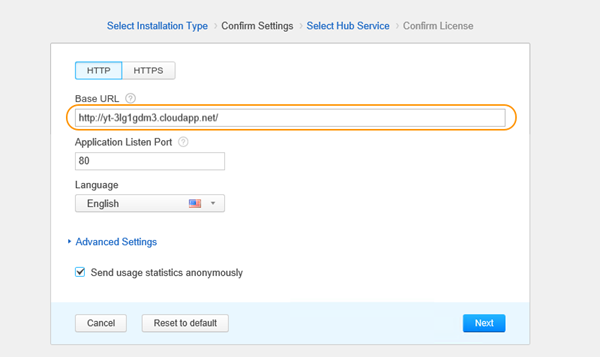 Select Installation Type > Confirm Settings > Select Hub Service > Confirm License
HTTP HTTPS
Base URL ?
http://yt-3lg1gdm3.cloudapp.net/
Application Listen Port ?
80
Language
English
Advanced Settings
Send usage statistics anonymously
Cancel Reset to default Next